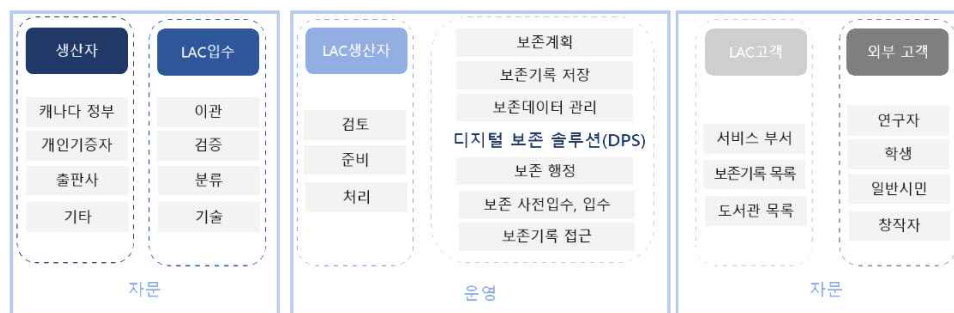 생산자
캐나다 정부
개인기증자
출판사
기타
LAC입수
이관
검증
분류
기술
자문
LAC생산자
검토
준비
처리
보존계획
보존기록 저장
보존데이터 관리
디지털 보존 솔루션(DPS)
보존 행정
보존 사전입수, 입수
보존기록 접근
운영
LAC고객
서비스 부서
보존기록 목록
도서관 목록
외부 고객
연구자
학생
일반시민
창작자
자문